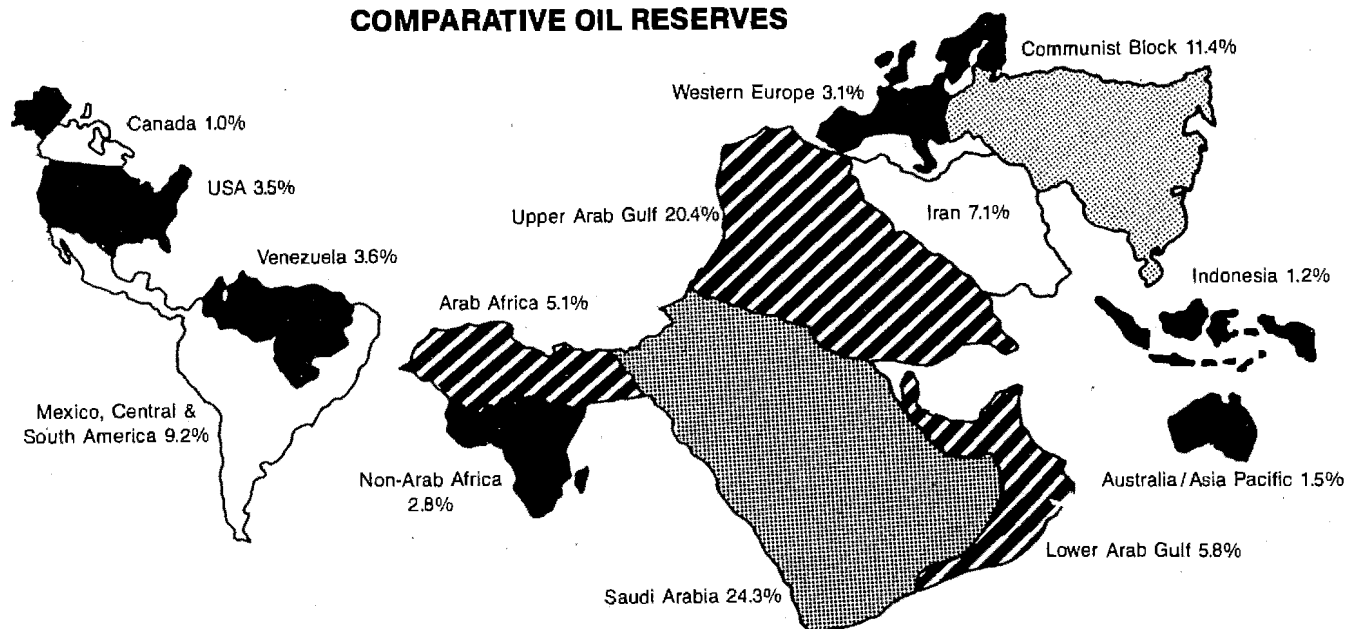 COMPARATIVE OIL RESERVES
Communist Block 11.4%
Western Europe 3.1%
Canada 1.0%
USA 3.5%
Upper Arab Gulf 20.4%
Iran 7.1%
Venezuela 3.6%
Indonesia 1.2%
Arab Africa 5.1%
Mexico, Central &
South America 9.2%
Non-Arab Africa
2.8%
Australia/Asia Pacific 1.5%
Lower Arab Gulf 5.8%
Saudi Arabia 24.3%